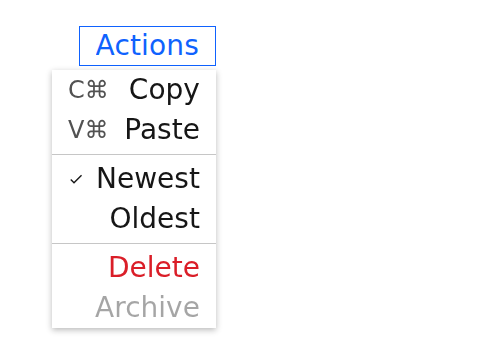 Actions
C⌘ Copy
V⌘ Paste
✓ Newest
Oldest
Delete
Archive